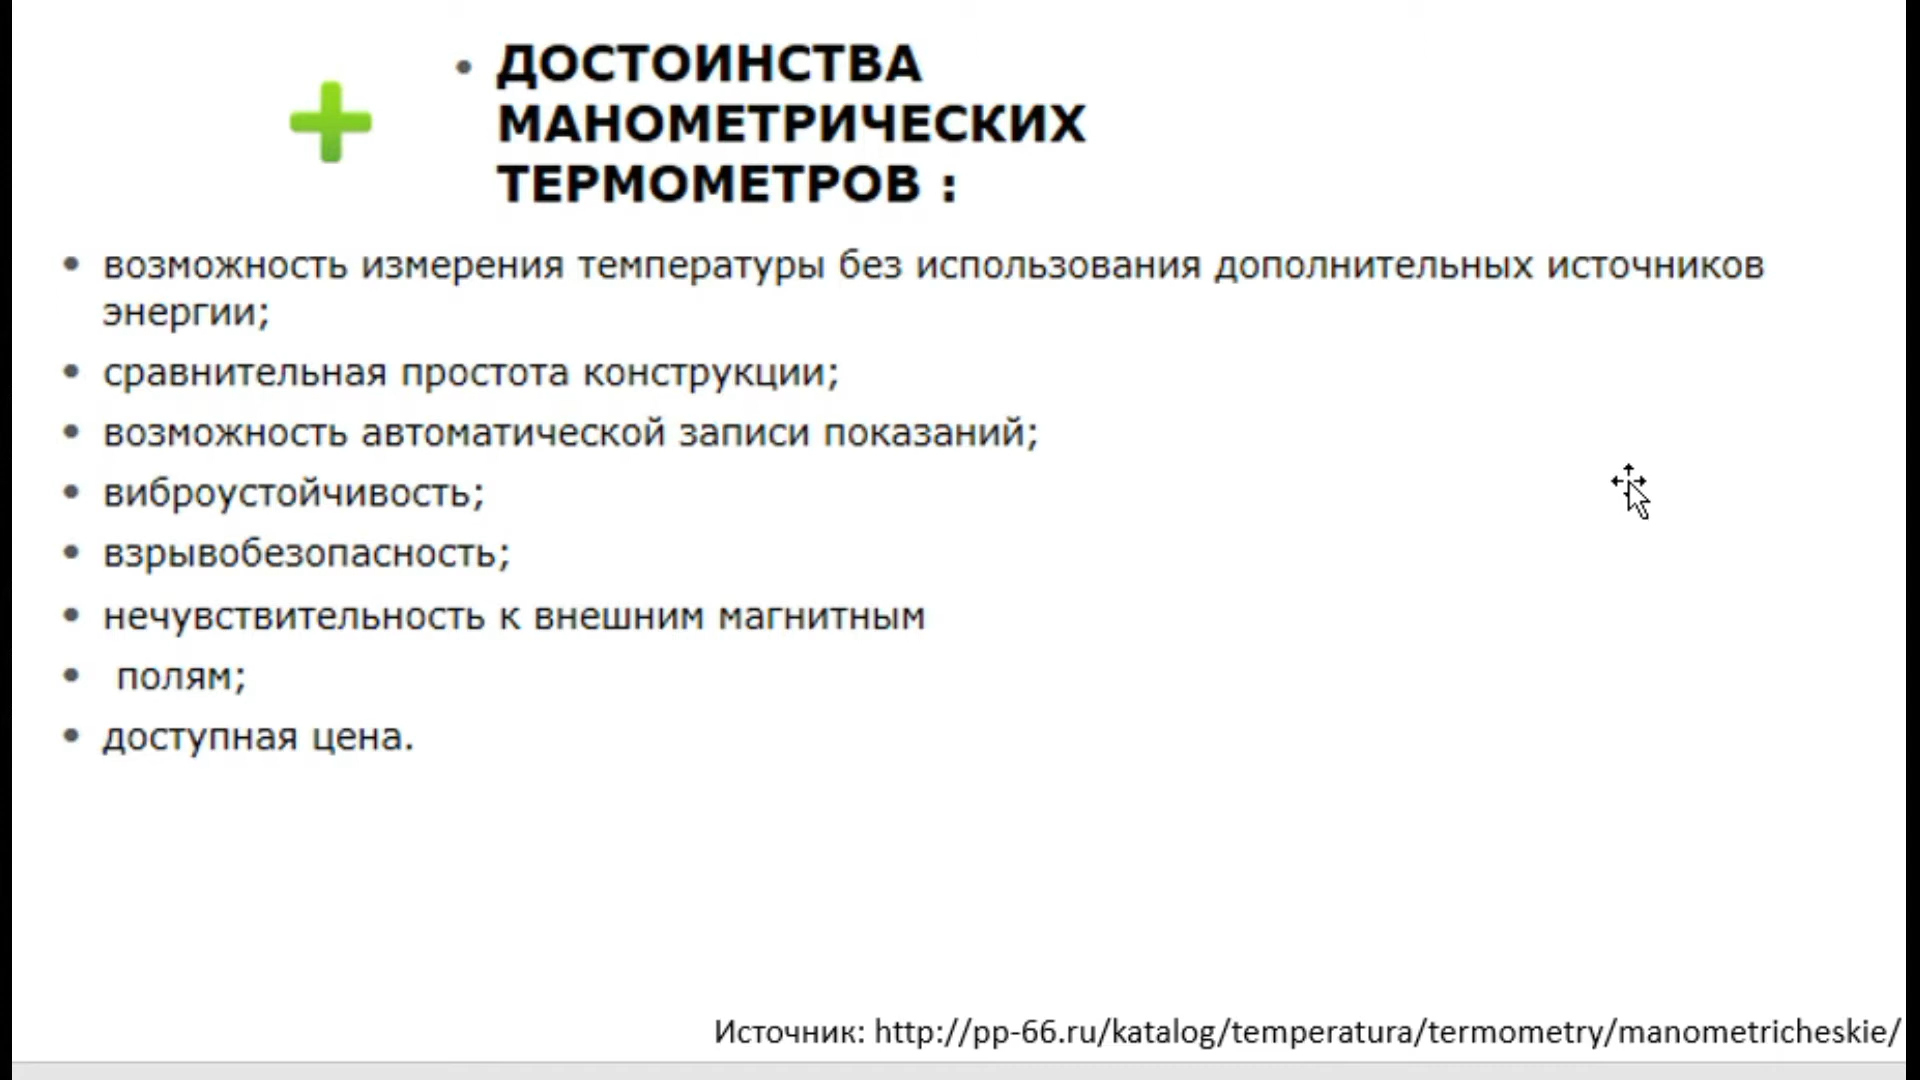 • ДОСТОИНСТВА
МАНОМЕТРИЧЕСКИХ
ТЕРМОМЕТРОВ :
• возможность измерения температуры без использования дополнительных источников
энергии;
• сравнительная простота конструкции;
• возможность автоматической записи показаний;
• виброустойчивость;
• взрывобезопасность;
• нечувствительность к внешним магнитным
• полям;
• доступная цена.
Источник: http://pp-66.ru/katalog/temperatura/termometry/manometricheskie/